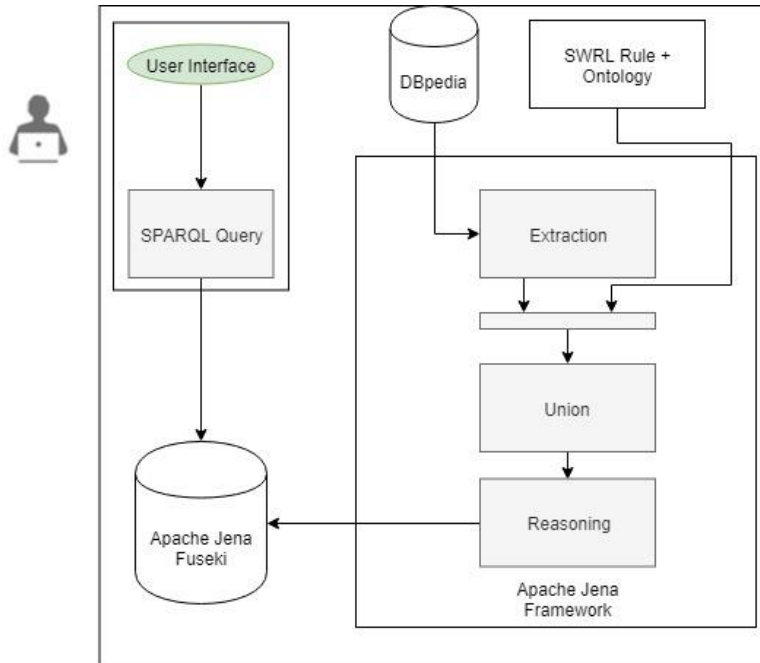 User Interface
SPARQL Query
DBpedia
SWRL Rule +
Ontology
Extraction
Union
Reasoning
Apache Jena
Framework
Apache Jena
Fuseki